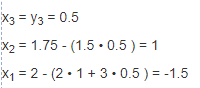 x₃ = y₃ = 0.5
x₂ = 1.75 - (1.5 • 0.5 ) = 1
x₁ = 2 - (2 • 1 + 3 • 0.5 ) = -1.5